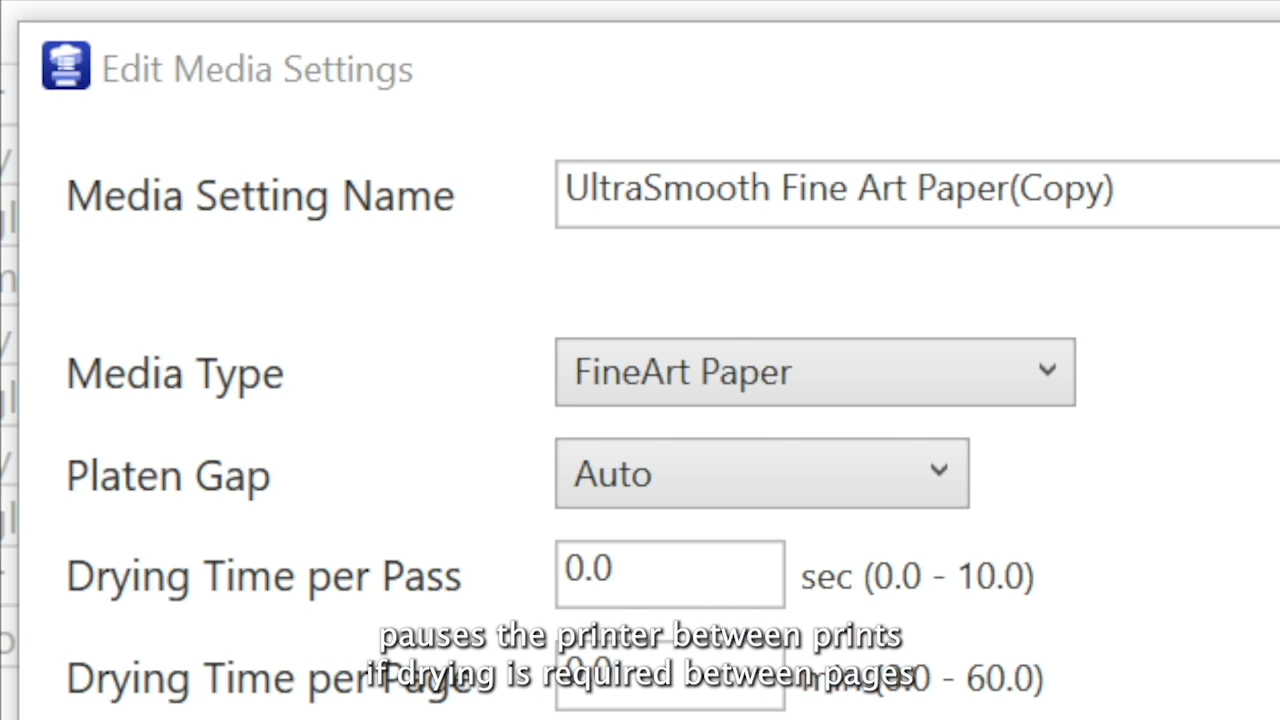 Edit Media Settings
Media Setting Name UltraSmooth Fine Art Paper(Copy)
Media Type FineArt Paper
Platen Gap Auto
Drying Time per Pass 0.0 sec (0.0 - 10.0)
pauses the printer between prints
Drying Time per Page 0.0 min (0.0 - 60.0)
if drying is required between pages